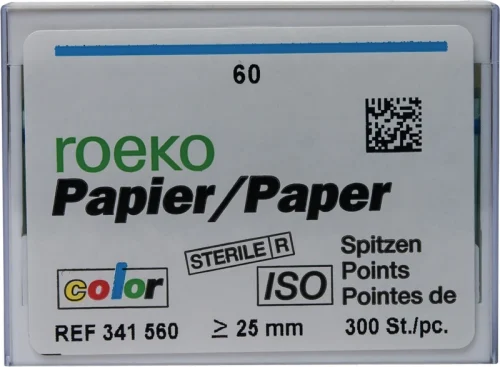 60
roeko
Papier/Paper
STERILE R
color
ISO
Spitzen
Points
Pointes de
REF 341 560
≥ 25 mm
300 St./pc.